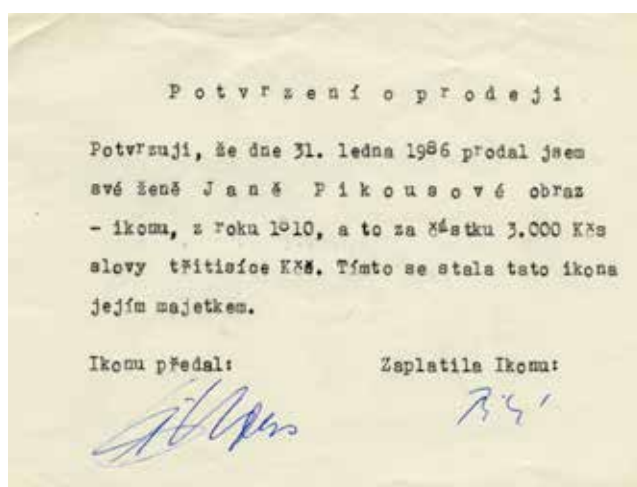 Potvrzení o prodeji
Potvrzuji, že dne 31. ledna 1986 prodal jsem
své ženě Janě Pikousové obraz
- ikonu, z roku 1810, a to za částku 3.000 Kčs
slovy třitisíce Kčs. Tímto se stala tato ikona
jejím majetkem.
Ikonu předal: Zaplatila Ikonu: